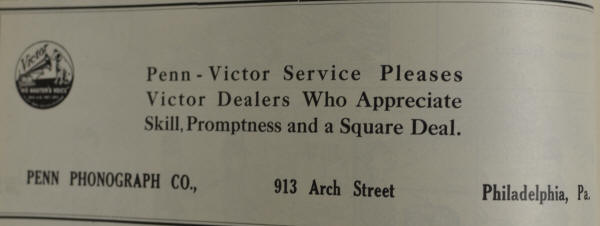 Victor
"HIS MASTER'S VOICE"
Penn - Victor Service Pleases
Victor Dealers Who Appreciate
Skill, Promptness and a Square Deal.
PENN PHONOGRAPH CO., 913 Arch Street Philadelphia, Pa.